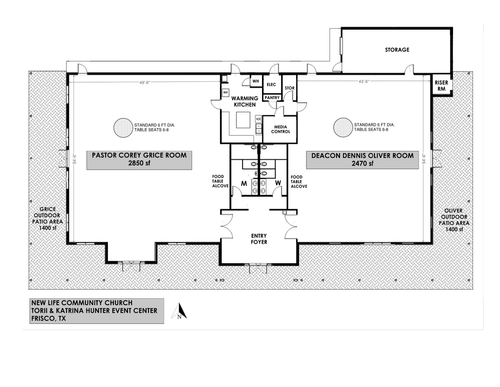 STORAGE
RISER
RM
WH
ELEC
STOR
PANTRY
WARMING
KITCHEN
MEDIA
CONTROL
STANDARD 5 FT DIA.
TABLE SEATS 6-8
STANDARD 5 FT DIA.
TABLE SEATS 6-8
PASTOR COREY GRICE ROOM
2850 sf
DEACON DENNIS OLIVER ROOM
2470 sf
FOOD
TABLE
ALCOVE
M
W
FOOD
TABLE
ALCOVE
GRICE
OUTDOOR
PATIO AREA
1400 sf
OLIVER
OUTDOOR
PATIO AREA
1400 sf
ENTRY
FOYER
NEW LIFE COMMUNITY CHURCH
TORII & KATRINA HUNTER EVENT CENTER
FRISCO, TX
N